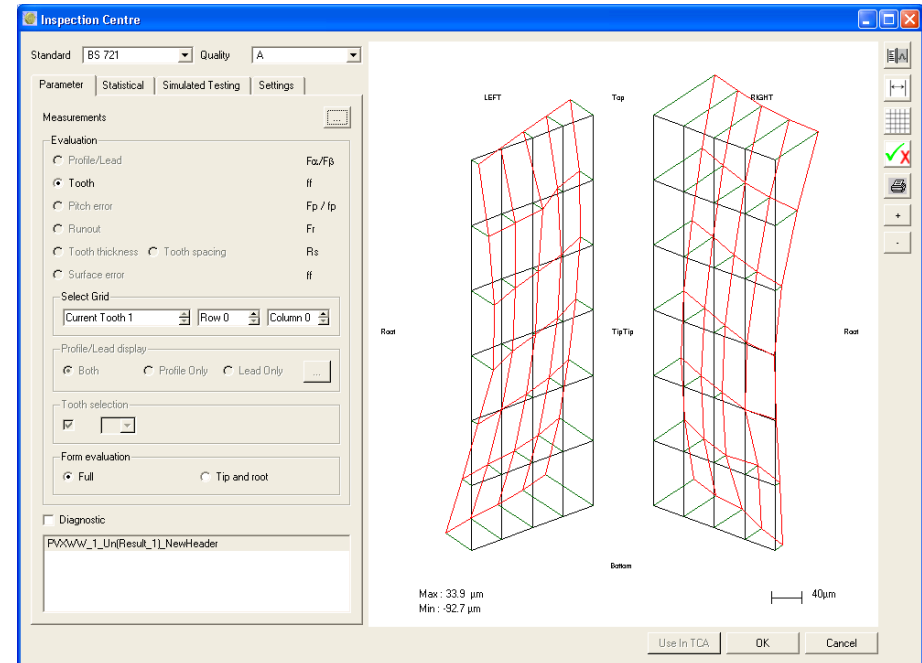 Inspection Centre
Standard BS 721 Quality A
Parameter Statistical Simulated Testing Settings
Measurements ...
Evaluation
Profile/Lead Fα/Fβ
Tooth ff
Pitch error Fp / fp
Runout Fr
Tooth thickness Tooth spacing Rs
Surface error ff
Select Grid
Current Tooth 1 Row 0 Column 0
Profile/Lead display
Both Profile Only Lead Only ...
Tooth selection
Form evaluation
Full Tip and root
Diagnostic
PVXWW_1_Un(Result_1)_NewHeader
LEFT Top RIGHT
Root TipTip Root
Bottom
Max : 33.9 µm
Min : -92.7 µm
40µm
+
-
Use In TCA OK Cancel